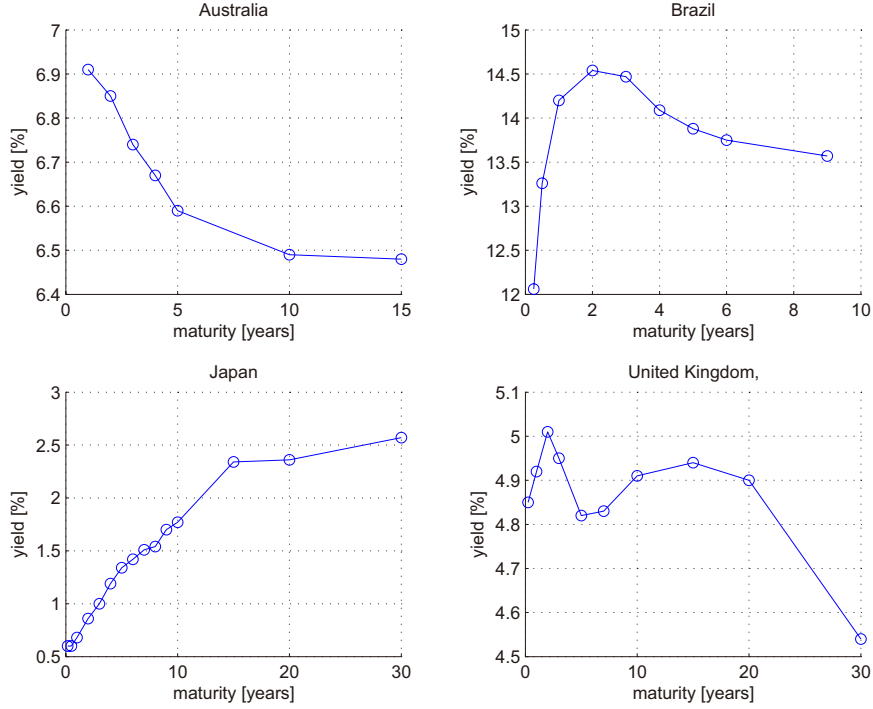 Australia
7
6.9
6.8
6.7
6.6
6.5
6.4
0 5 10 15
yield [%]
maturity [years]
Brazil
15
14.5
14
13.5
13
12.5
12
0 2 4 6 8 10
yield [%]
maturity [years]
Japan
3
2.5
2
1.5
1
0.5
0 10 20 30
yield [%]
maturity [years]
United Kingdom,
5.1
5
4.9
4.8
4.7
4.6
4.5
0 10 20 30
yield [%]
maturity [years]